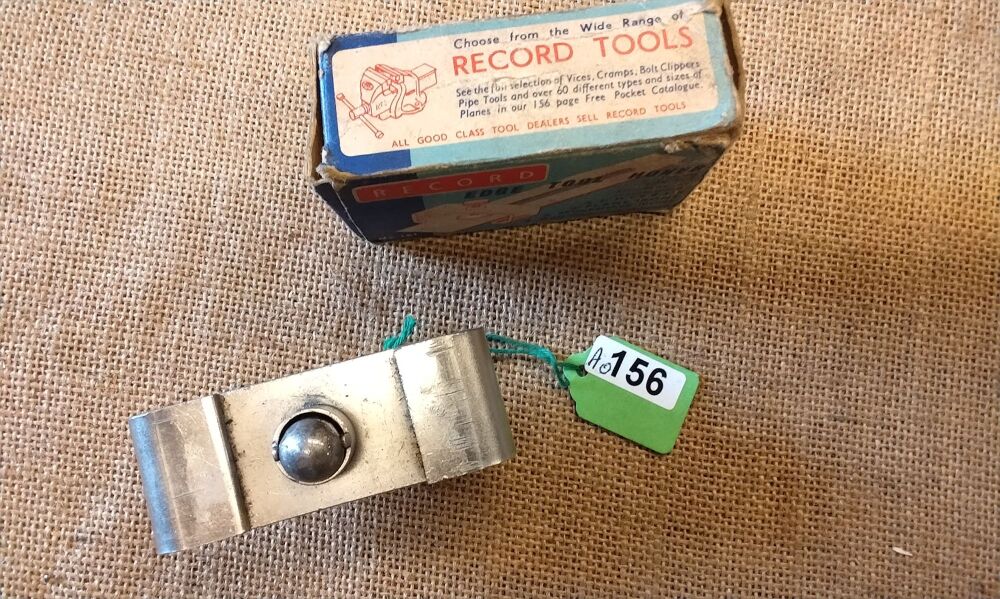 Choose from the Wide Range of
RECORD TOOLS
See the full selection of Vices, Cramps, Bolt Clippers
Pipe Tools and over 60 different types and sizes of
Planes in our 156 page Free Pocket Catalogue.
ALL GOOD CLASS TOOL DEALERS SELL RECORD TOOLS
RECORD
EDGE TOOL HONER
A0 156